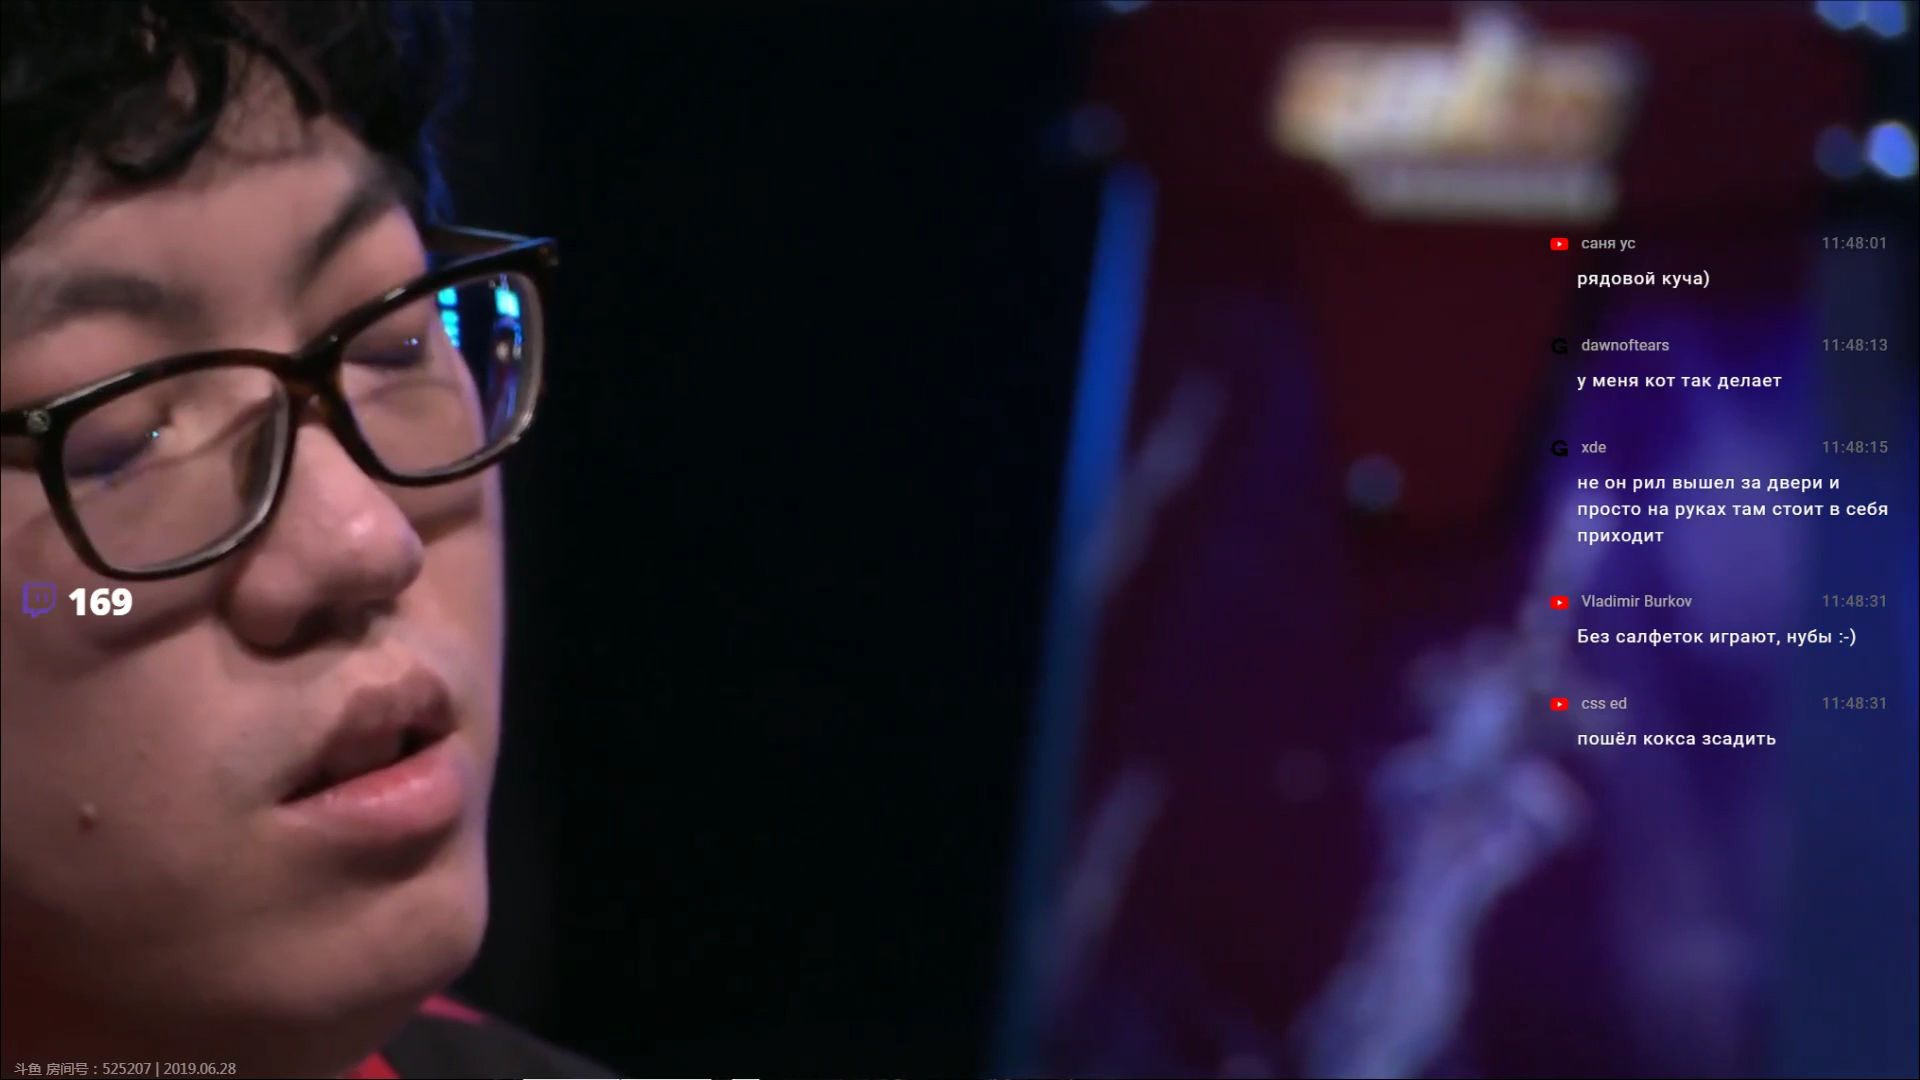 саня ус 11:48:01
рядовой куча)
dawnoftears 11:48:13
у меня кот так делает
xde 11:48:15
не он рил вышел за двери и
просто на руках там стоит в себя
приходит
Vladimir Burkov 11:48:31
Без салфеток играют, нубы :-)
169
css ed 11:48:31
пошёл кокса зсадить
斗鱼 房间号：525207 | 2019.06.28